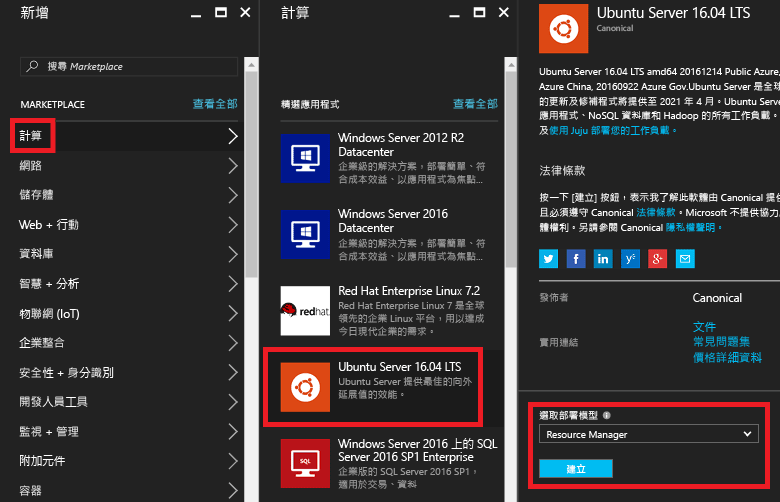 新增
搜尋 Marketplace
MARKETPLACE
查看全部
計算
網路
儲存體
Web + 行動
資料庫
智慧 + 分析
物聯網 (IoT)
企業整合
安全性 + 身分識別
開發人員工具
監視 + 管理
附加元件
容器
計算
精選應用程式
查看全部
Windows Server 2012 R2
Datacenter
企業級的解決方案，部署簡單、符
合成本效益、以應用程式為焦點...
Windows Server 2016
Datacenter
企業級的解決方案，部署簡單、符
合成本效益、以應用程式為焦點...
redhat
Red Hat Enterprise Linux 7.2
Red Hat Enterprise Linux 7 是全球
領先的企業 Linux 平台，用以達成
今日現代企業的需求。
Ubuntu Server 16.04 LTS
Ubuntu Server 提供最佳的向外
延展值的效能。
SQL
Windows Server 2016 上的 SQL
Server 2016 SP1 Enterprise
企業版的 SQL Server 2016 SP1，
適用於交易、資料
Ubuntu Server 16.04 LTS
Canonical
Ubuntu Server 16.04 LTS amd64 20161214 Public Azure,
Azure China, 20160922 Azure Gov.Ubuntu Server 是全球
的更新及修補程式將提供至 2021 年 4 月。Ubuntu Serve
應用程式、NoSQL 資料庫和 Hadoop 的所有工作負載。
及使用 Juju 部署您的工作負載。
法律條款
按一下 [建立] 按鈕，表示我了解此軟體由 Canonical 提供
且必須遵守 Canonical 法律條款。Microsoft 不提供協力
體權利。另請參閱 Canonical 隱私權聲明。
發佈者
Canonical
實用連結
文件
常見問題集
價格詳細資料
選取部署模型
Resource Manager
建立